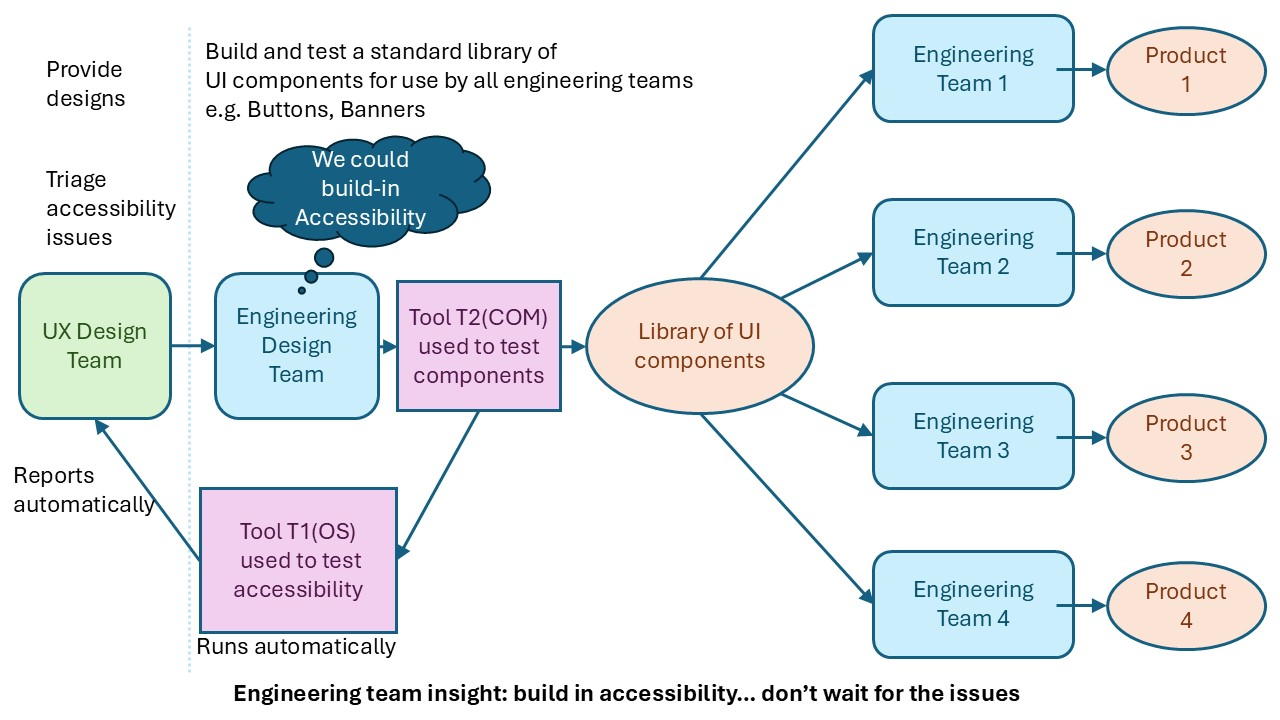 Provide
designs
Triage
accessibility
issues
Build and test a standard library of
UI components for use by all engineering teams
e.g. Buttons, Banners
We could
build-in
Accessibility
UX Design
Team
Engineering
Design
Team
Tool T2(COM)
used to test
components
Library of UI
components
Reports
automatically
Tool T1(OS)
used to test
accessibility
Runs automatically
Engineering
Team 1
Product
1
Engineering
Team 2
Product
2
Engineering
Team 3
Product
3
Engineering
Team 4
Product
4
Engineering team insight: build in accessibility... don’t wait for the issues